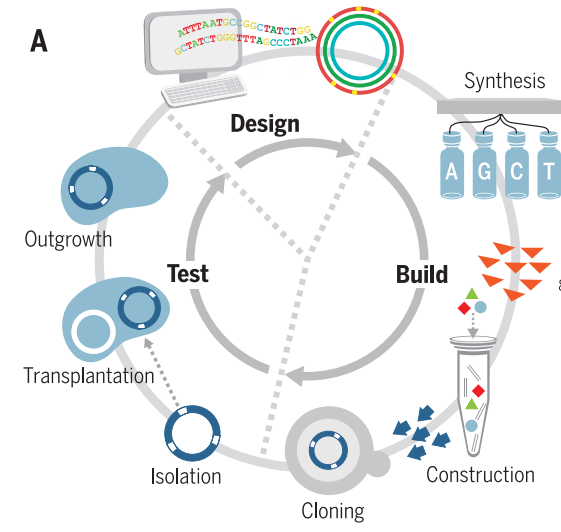 A
ATTTAATGCCGGCTATCTGG
GCTATCTGGGTTTAGCCCTAAA
Synthesis
Design
A G C T
Outgrowth
Test
Build
Transplantation
Isolation
Construction
Cloning